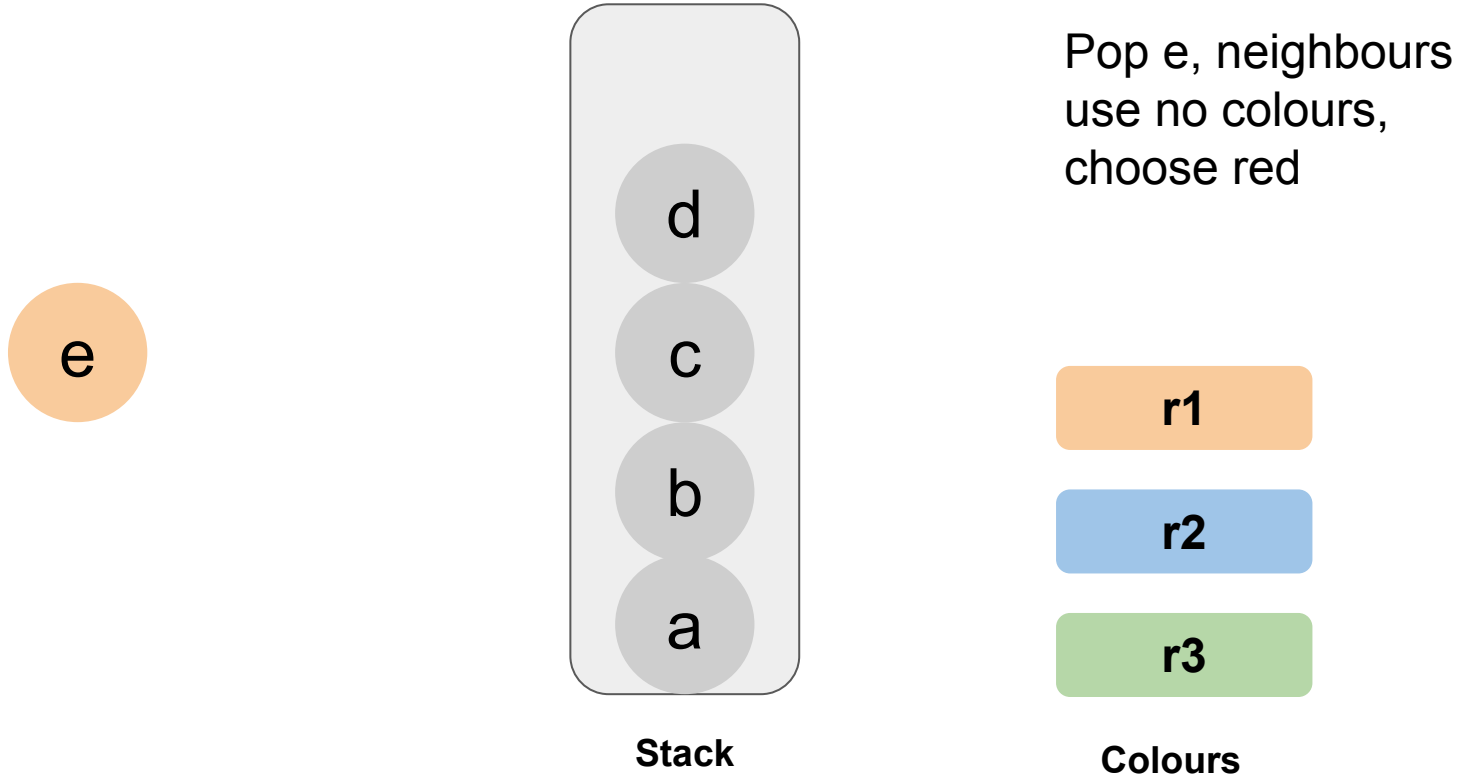 Pop e, neighbours
use no colours,
choose red
d
e
c
b
a
r1
r2
r3
Stack
Colours